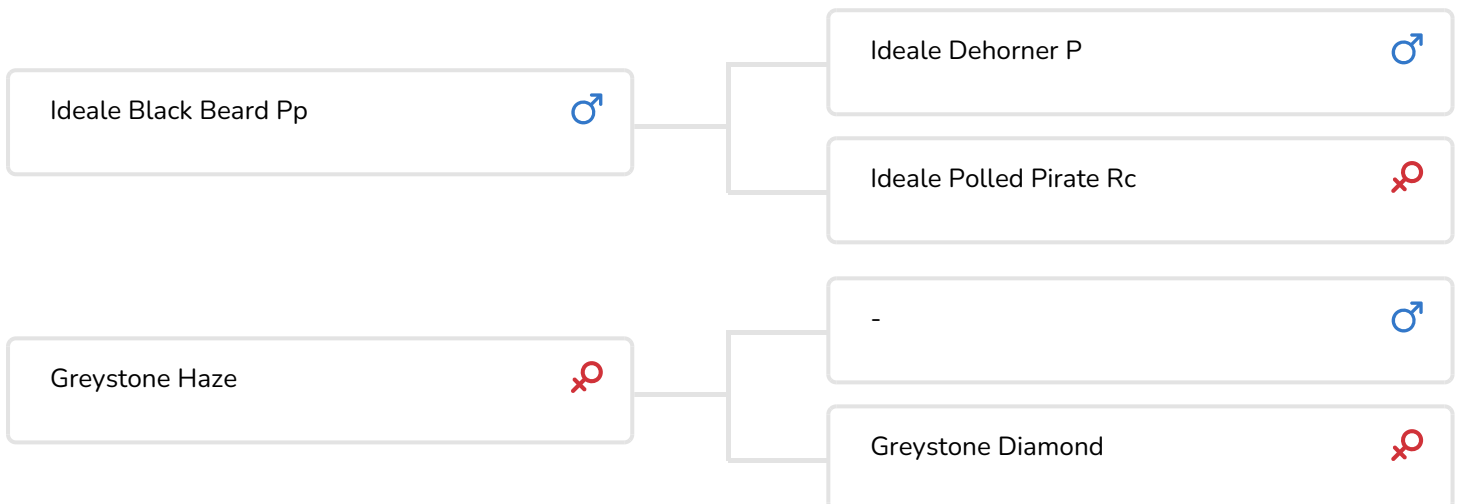 Ideale Dehorner P
Ideale Black Beard Pp
Ideale Polled Pirate Rc
-
Greystone Haze
Greystone Diamond